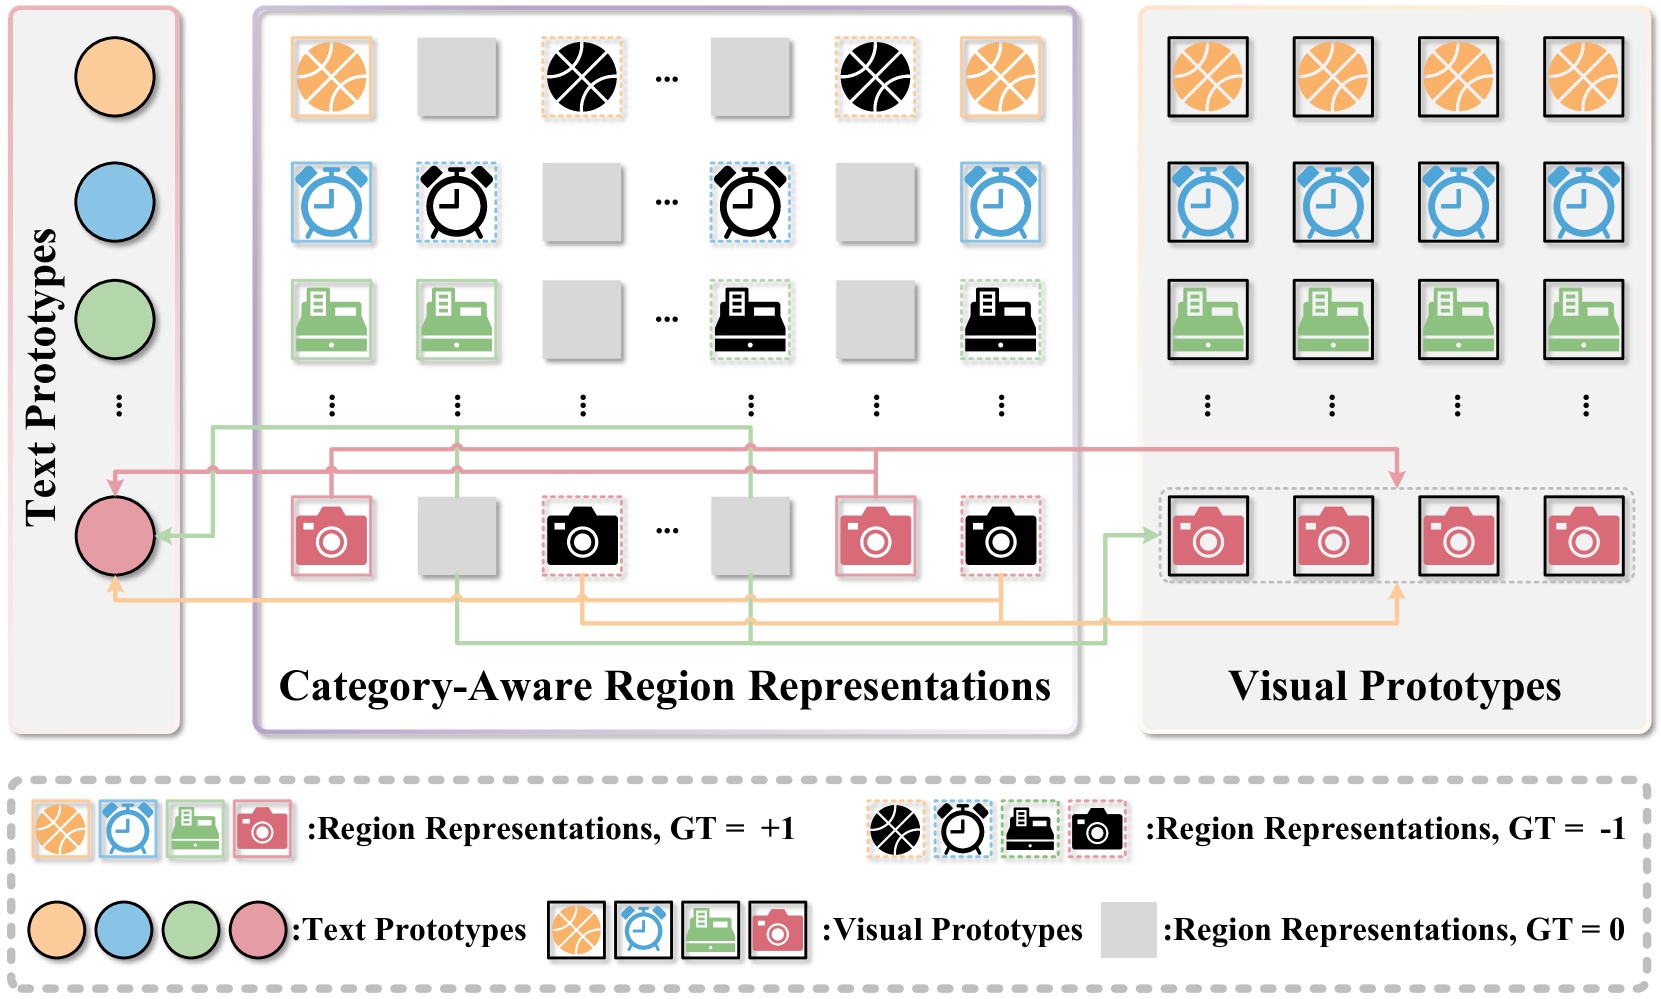 Text Prototypes
...
...
...
...
Category-Aware Region Representations
Visual Prototypes
:Region Representations, GT = +1
:Region Representations, GT = -1
:Text Prototypes
:Visual Prototypes
:Region Representations, GT = 0